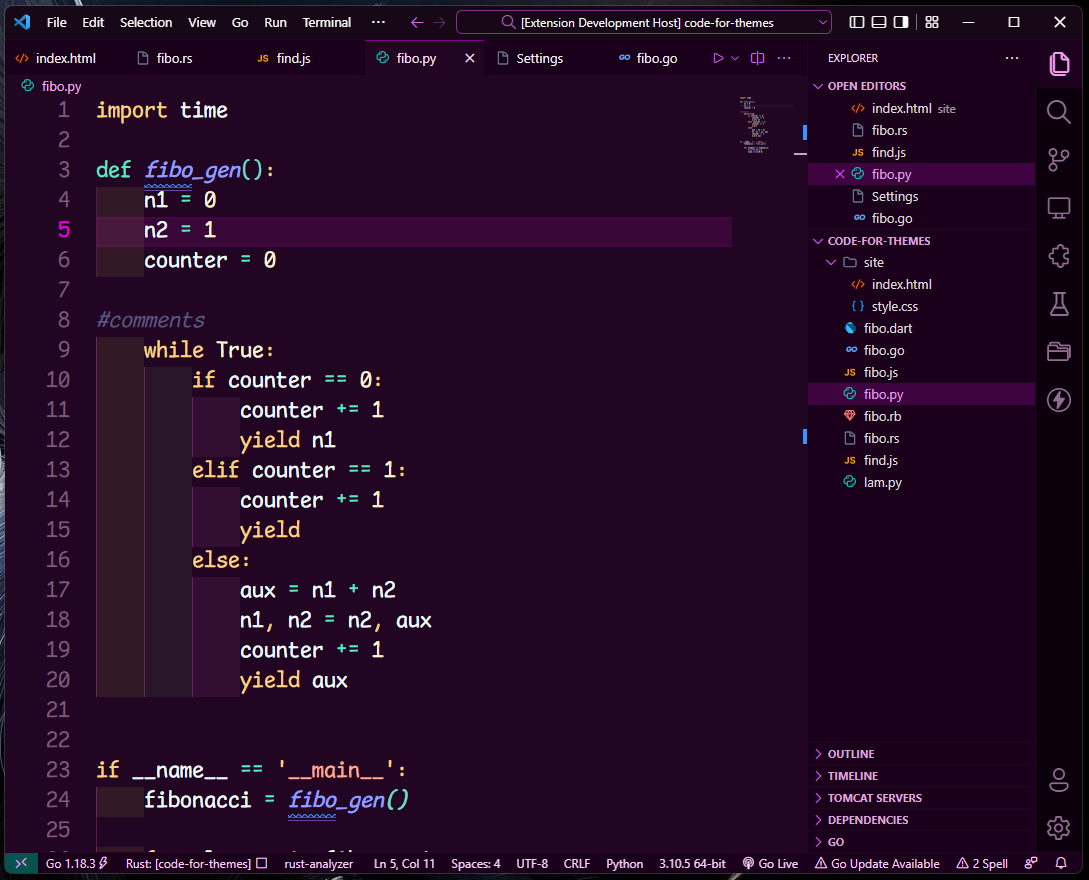 File Edit Selection View Go Run Terminal ··· [Extension Development Host] code-for-themes
index.html fibo.rs JS find.js fibo.py Settings fibo.go
fibo.py
1 import time
2
3 def fibo_gen():
4 n1 = 0
5 n2 = 1
6 counter = 0
7
8 #comments
9 while True:
10 if counter == 0:
11 counter += 1
12 yield n1
13 elif counter == 1:
14 counter += 1
15 yield
16 else:
17 aux = n1 + n2
18 n1, n2 = n2, aux
19 counter += 1
20 yield aux
21
22
23 if __name__ == '__main__':
24 fibonacci = fibo_gen()
25
EXPLORER
OPEN EDITORS
index.html site
fibo.rs
JS find.js
fibo.py
Settings
fibo.go
CODE-FOR-THEMES
site
index.html
{ } style.css
fibo.dart
fibo.go
JS fibo.js
fibo.py
fibo.rb
fibo.rs
JS find.js
lam.py
OUTLINE
TIMELINE
TOMCAT SERVERS
DEPENDENCIES
GO
Go 1.18.3 Rust: [code-for-themes] rust-analyzer Ln 5, Col 11 Spaces: 4 UTF-8 CRLF Python 3.10.5 64-bit Go Live Go Update Available 2 Spell